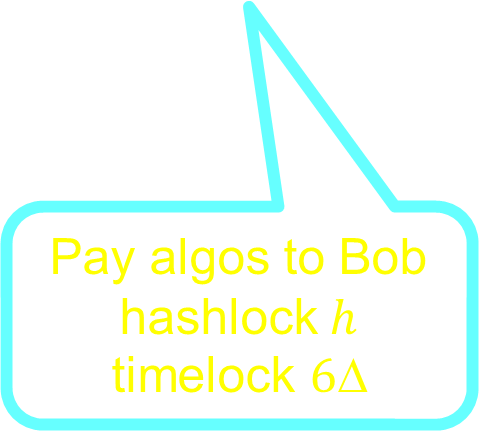 Pay algos to Bob
hashlock ℎ
timelock 6Δ